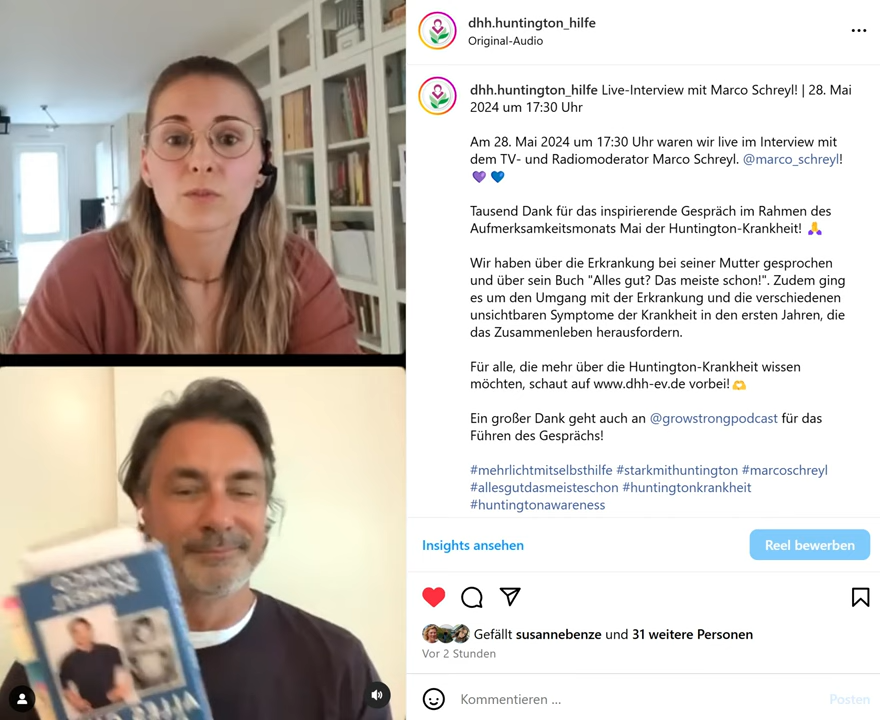 dhh.huntington_hilfe
Original-Audio
dhh.huntington_hilfe Live-Interview mit Marco Schreyl! | 28. Mai
2024 um 17:30 Uhr
Am 28. Mai 2024 um 17:30 Uhr waren wir live im Interview mit
dem TV- und Radiomoderator Marco Schreyl. @marco_schreyl!
💜 💙
Tausend Dank für das inspirierende Gespräch im Rahmen des
Aufmerksamkeitsmonats Mai der Huntington-Krankheit! 🙏
Wir haben über die Erkrankung bei seiner Mutter gesprochen
und über sein Buch "Alles gut? Das meiste schon!". Zudem ging
es um den Umgang mit der Erkrankung und die verschiedenen
unsichtbaren Symptome der Krankheit in den ersten Jahren, die
das Zusammenleben herausfordern.
Für alle, die mehr über die Huntington-Krankheit wissen
möchten, schaut auf www.dhh-ev.de vorbei! 🫶
Ein großer Dank geht auch an @growstrongpodcast für das
Führen des Gesprächs!
#mehrlichtmitselbsthilfe #starkmithuntington #marcoschreyl
#allesgutdasmeisteschon #huntingtonkrankheit
#huntingtonawareness
Insights ansehen
Reel bewerben
Gefällt susannebenze und 31 weitere Personen
Vor 2 Stunden
Kommentieren ...
Posten